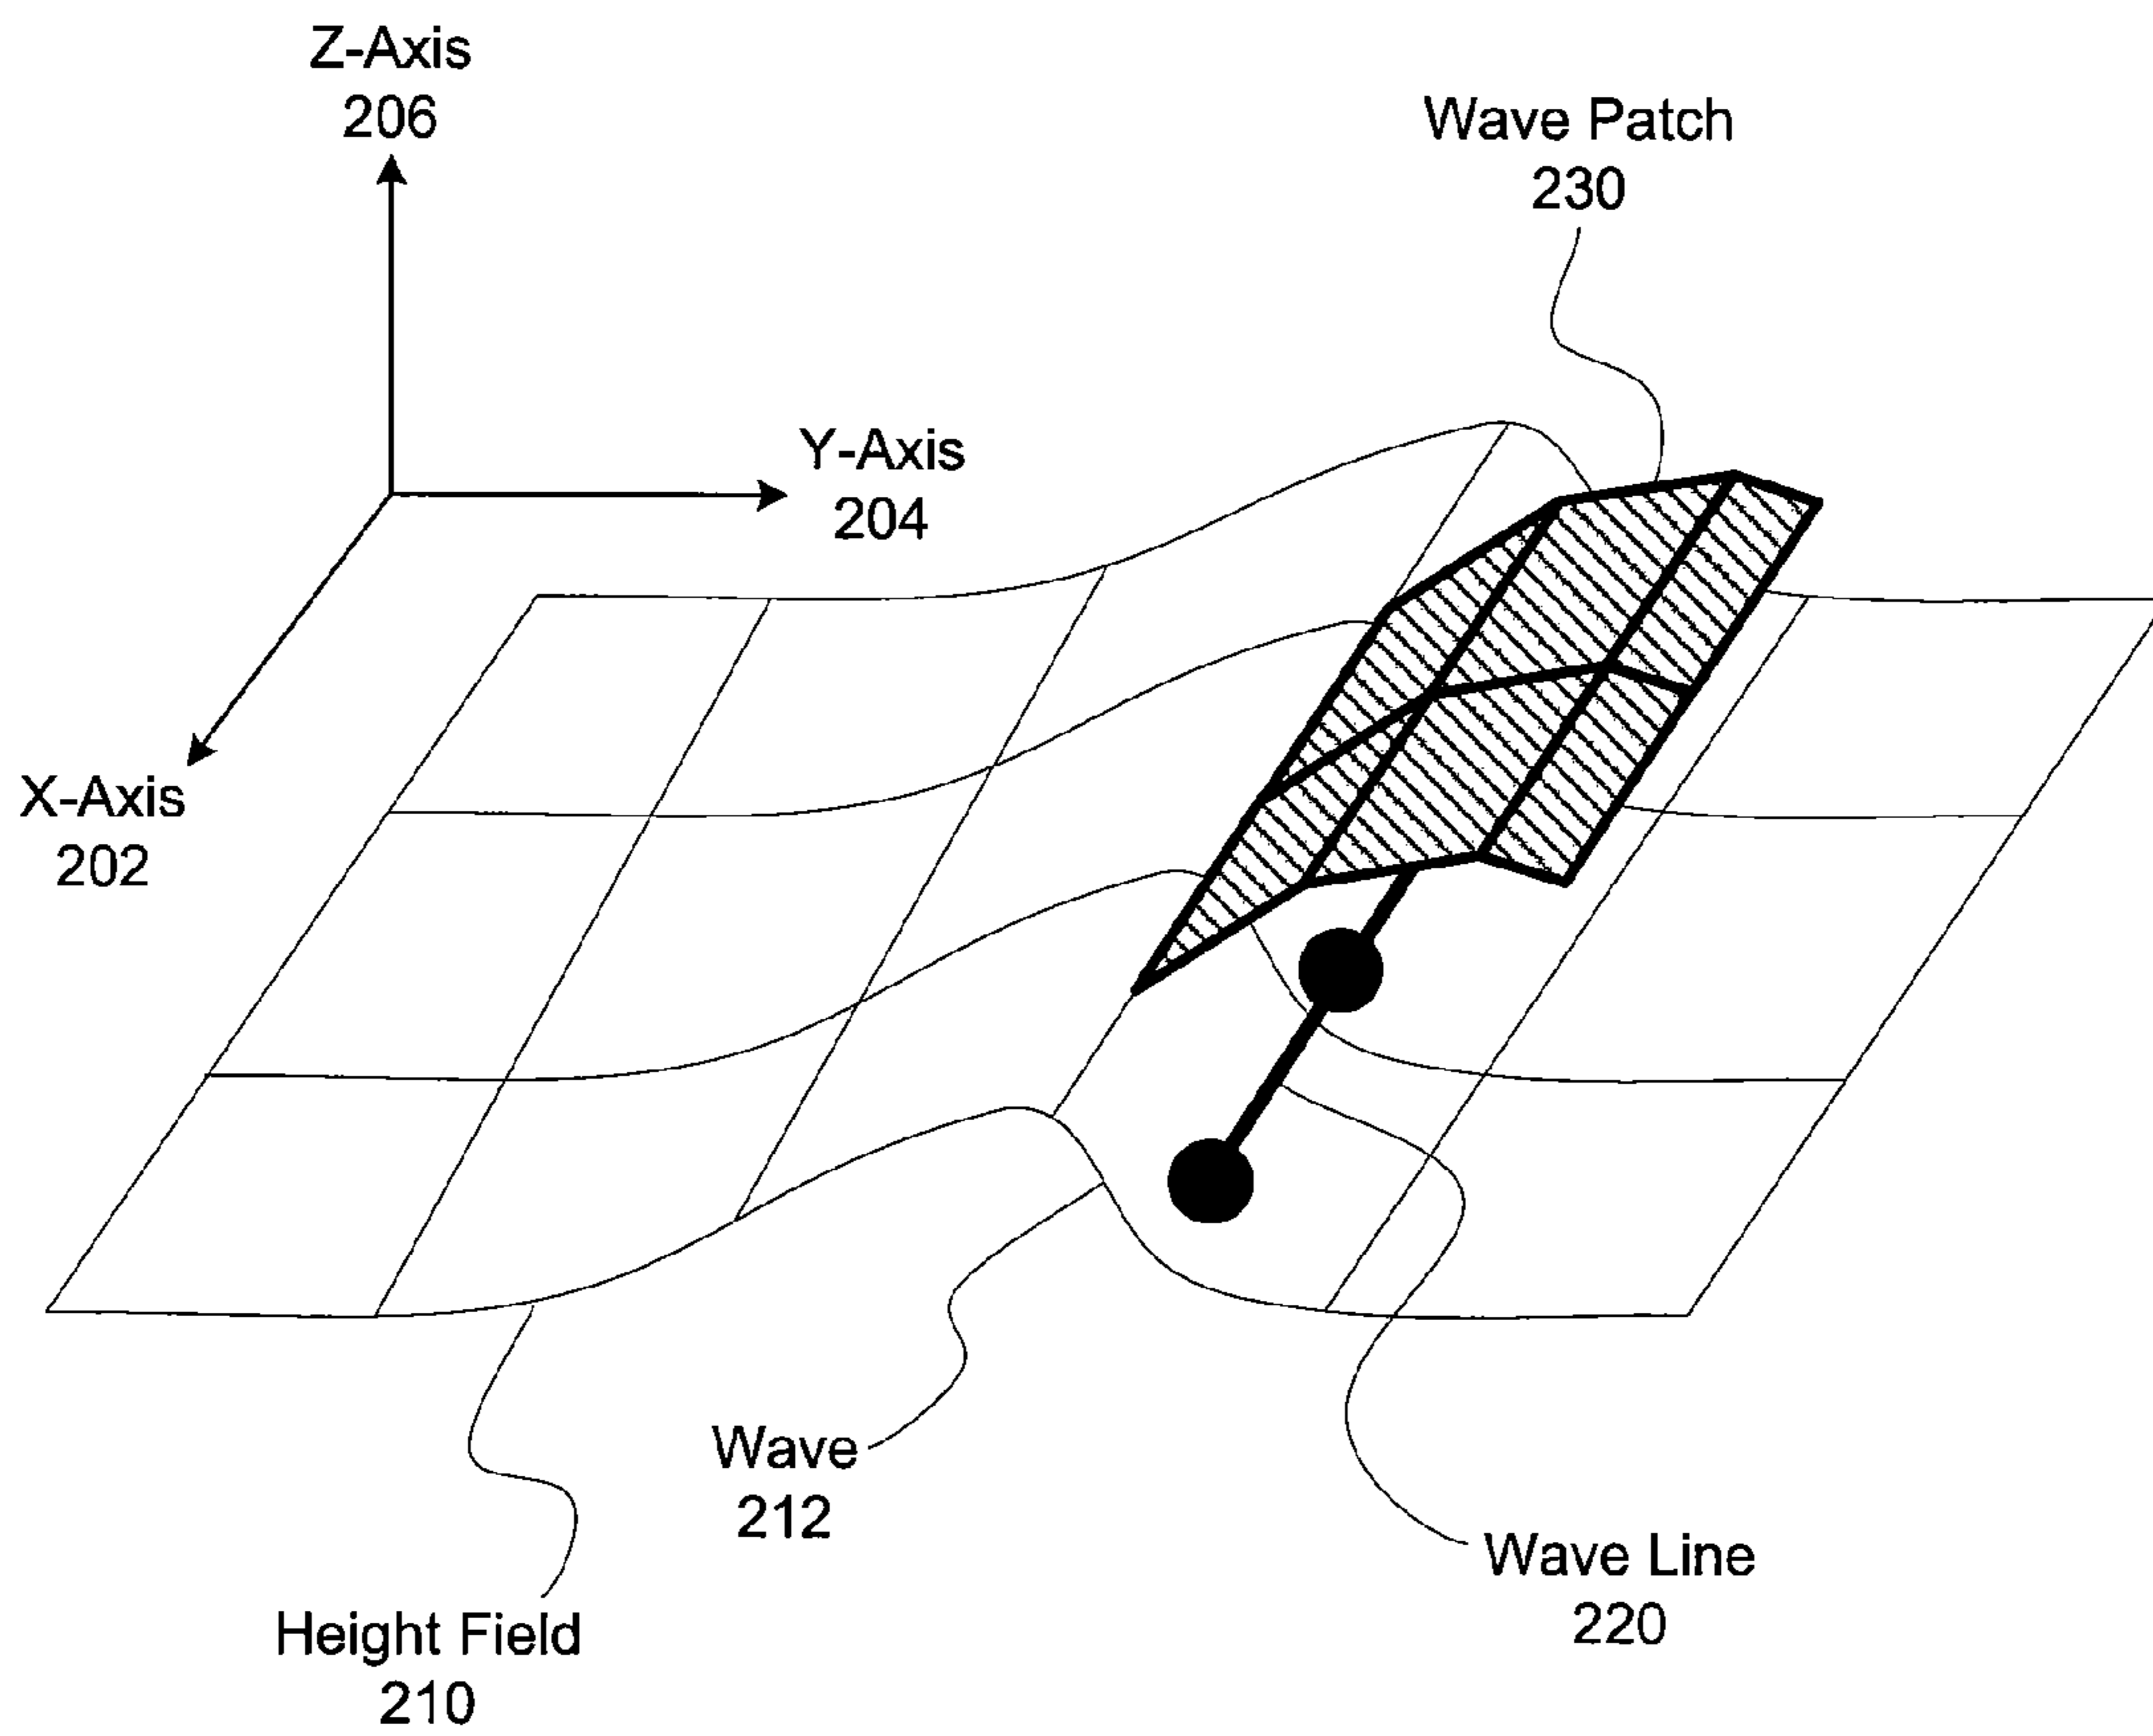 Z-Axis
206
Wave Patch
230
Y-Axis
204
X-Axis
202
Wave
212
Wave Line
220
Height Field
210